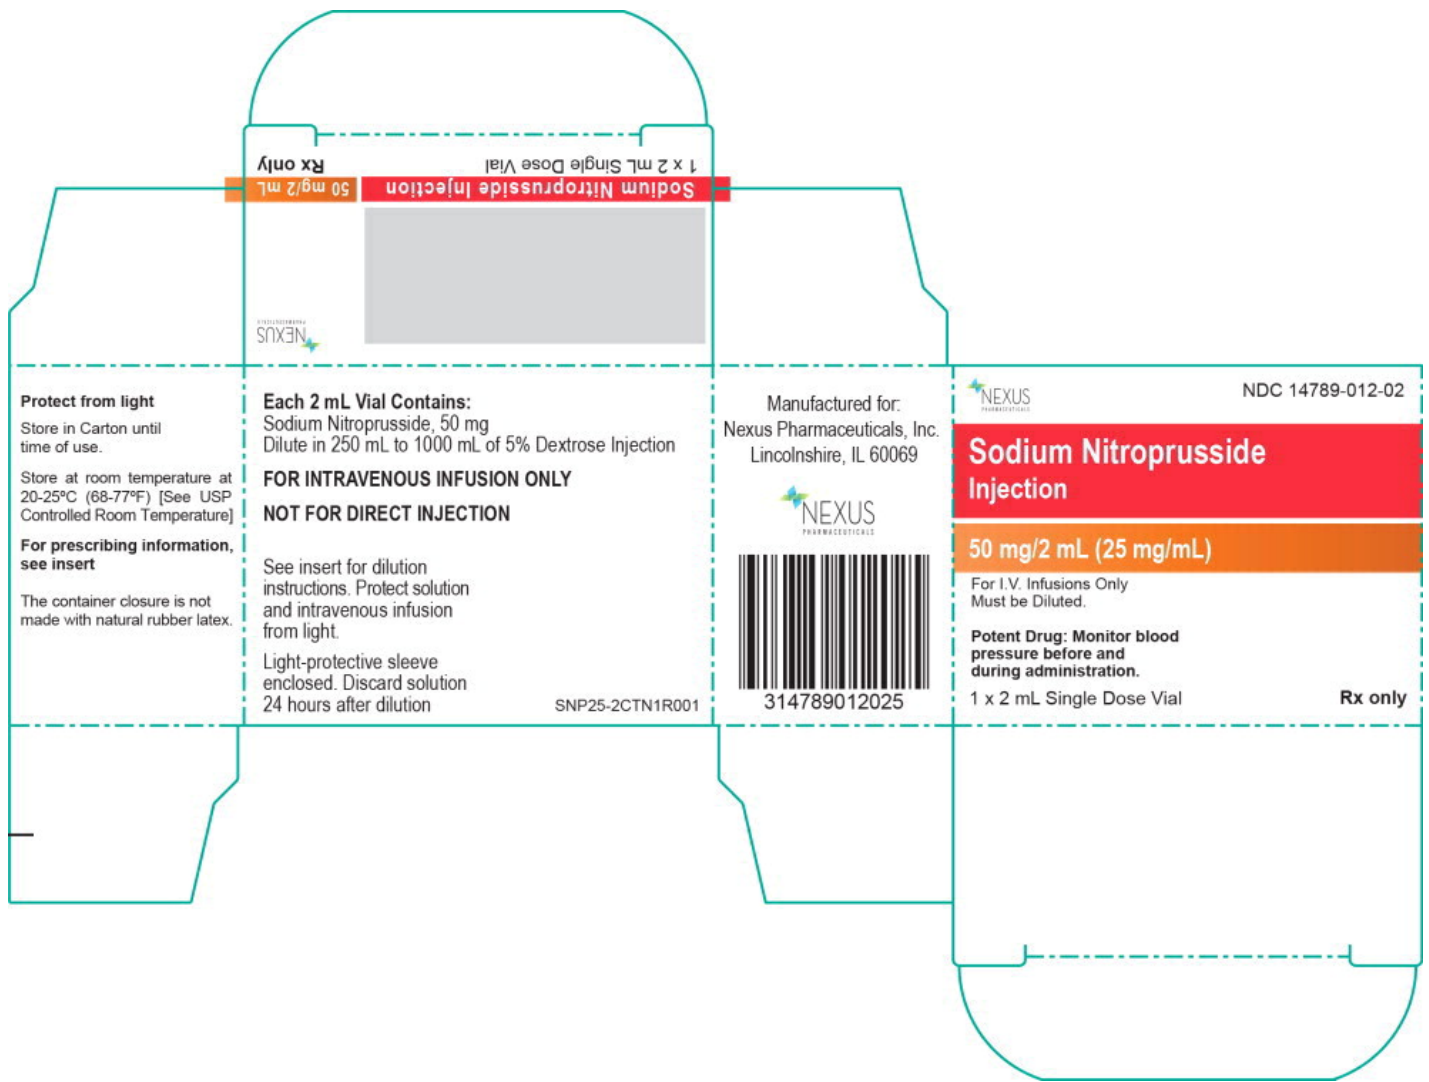 Rx only
1 x 2 mL Single Dose Vial
50 mg/2 mL
Sodium Nitroprusside Injection
NEXUS
PHARMACEUTICALS
Protect from light
Store in Carton until
time of use.
Store at room temperature at
20-25ºC (68-77ºF) [See USP
Controlled Room Temperature]
For prescribing information,
see insert
The container closure is not
made with natural rubber latex.
Each 2 mL Vial Contains:
Sodium Nitroprusside, 50 mg
Dilute in 250 mL to 1000 mL of 5% Dextrose Injection
FOR INTRAVENOUS INFUSION ONLY
NOT FOR DIRECT INJECTION
See insert for dilution
instructions. Protect solution
and intravenous infusion
from light.
Light-protective sleeve
enclosed. Discard solution
24 hours after dilution
SNP25-2CTN1R001
Manufactured for:
Nexus Pharmaceuticals, Inc.
Lincolnshire, IL 60069
NEXUS
PHARMACEUTICALS
314789012025
NEXUS
PHARMACEUTICALS
NDC 14789-012-02
Sodium Nitroprusside
Injection
50 mg/2 mL (25 mg/mL)
For I.V. Infusions Only
Must be Diluted.
Potent Drug: Monitor blood
pressure before and
during administration.
1 x 2 mL Single Dose Vial
Rx only